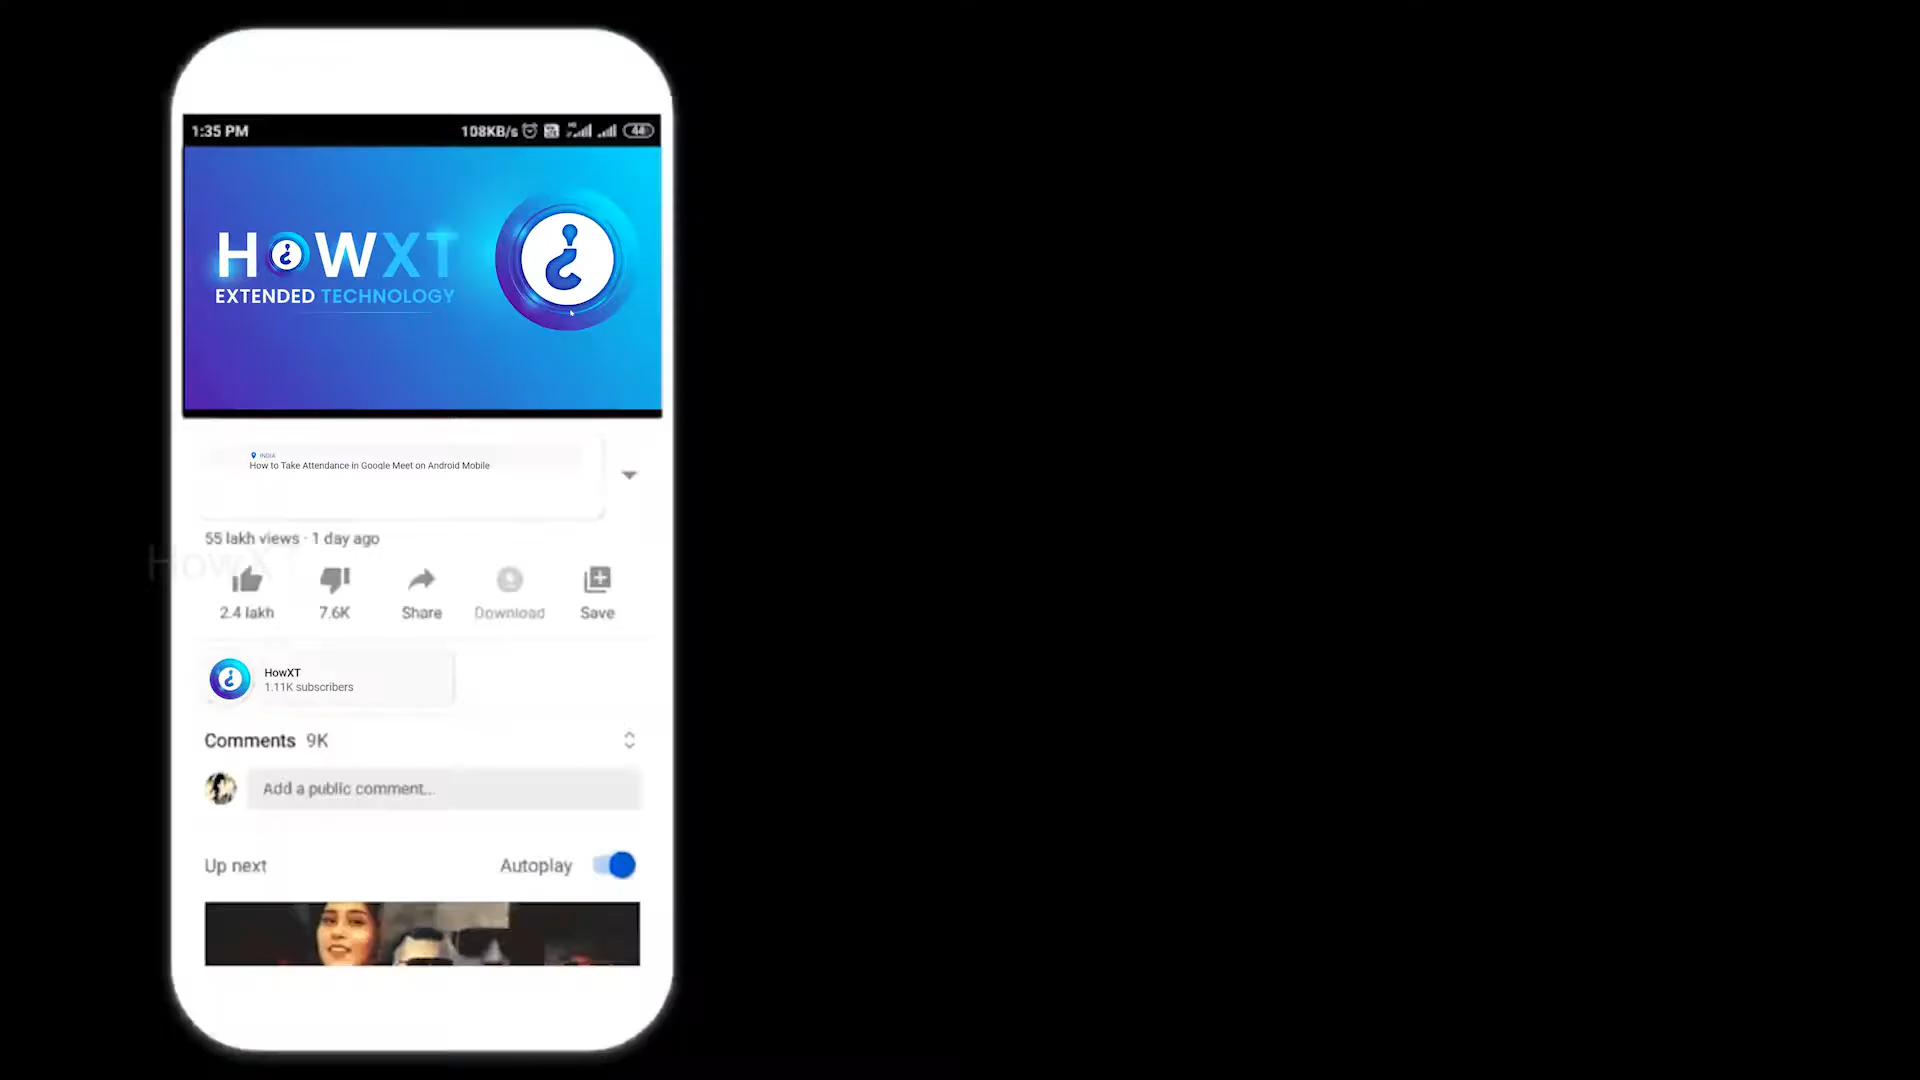 1:35 PM 108KB/s 44
HOWXT
EXTENDED TECHNOLOGY
INDIA
How to Take Attendance in Google Meet on Android Mobile
55 lakh views · 1 day ago
HowXT
2.4 lakh 7.6K Share Download Save
HowXT
1.11K subscribers
Comments 9K
Add a public comment...
Up next Autoplay